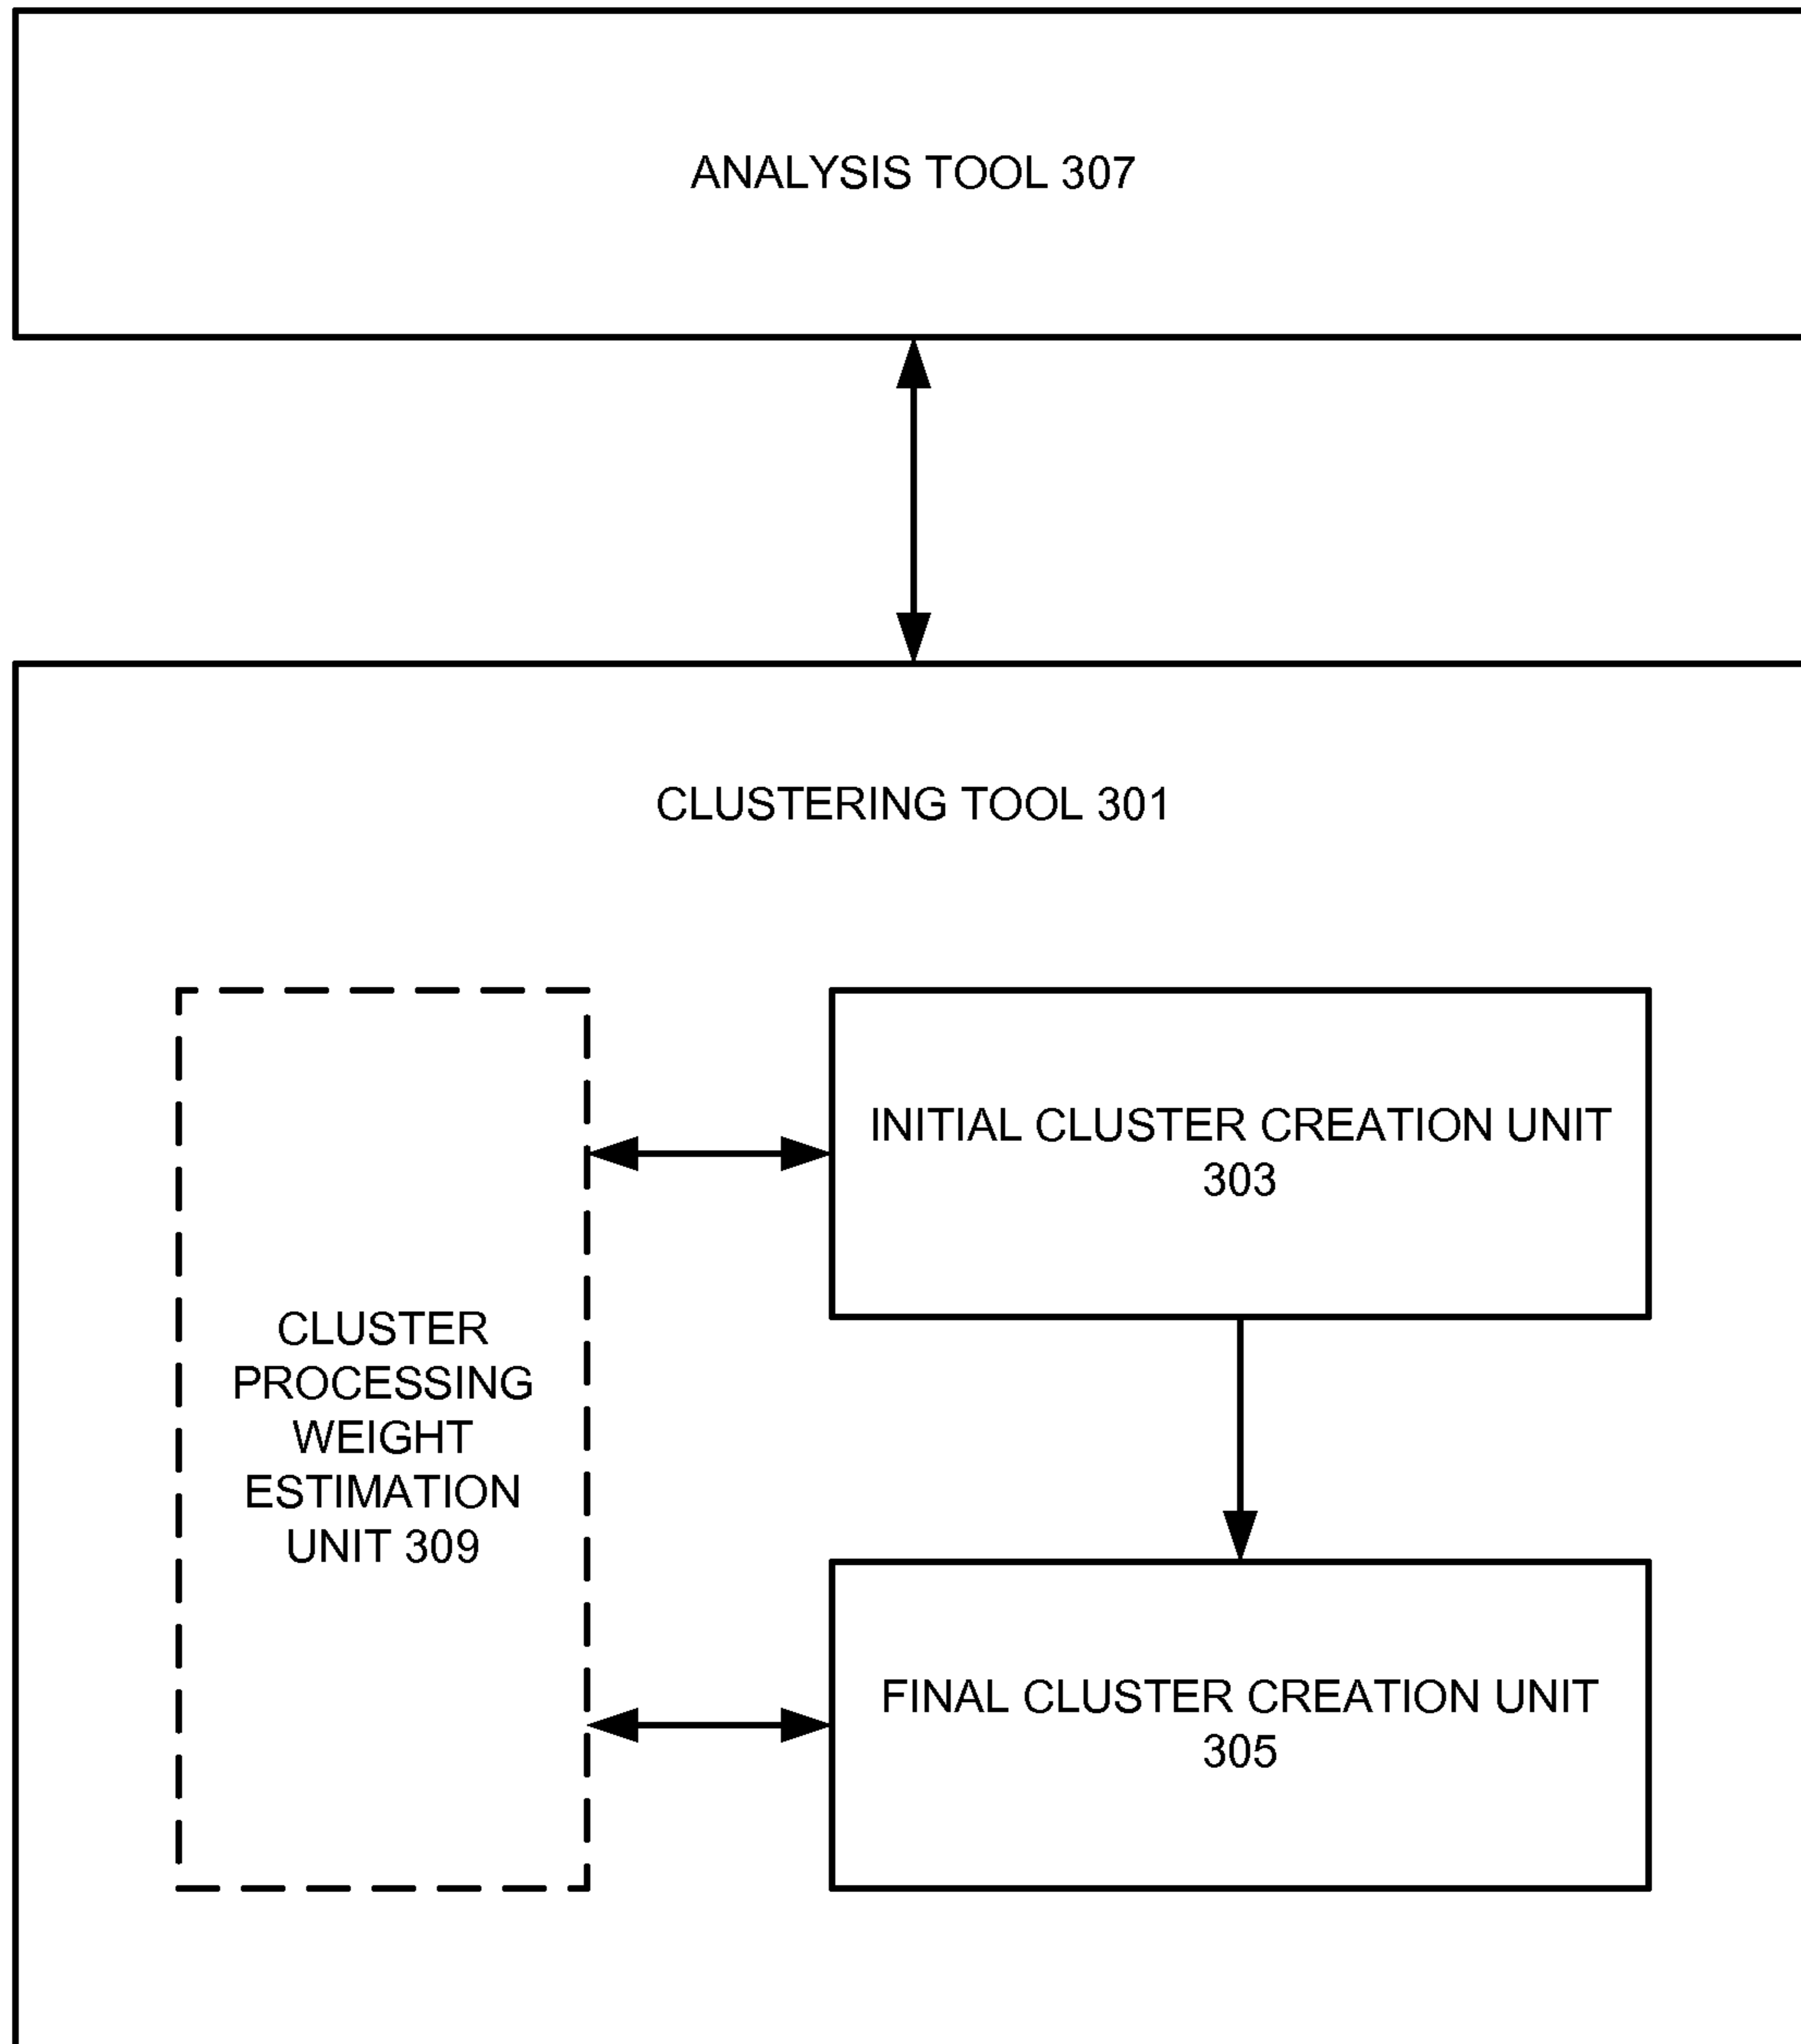 ANALYSIS TOOL 307
CLUSTERING TOOL 301
INITIAL CLUSTER CREATION UNIT
303
CLUSTER
PROCESSING
WEIGHT
ESTIMATION
UNIT 309
FINAL CLUSTER CREATION UNIT
305